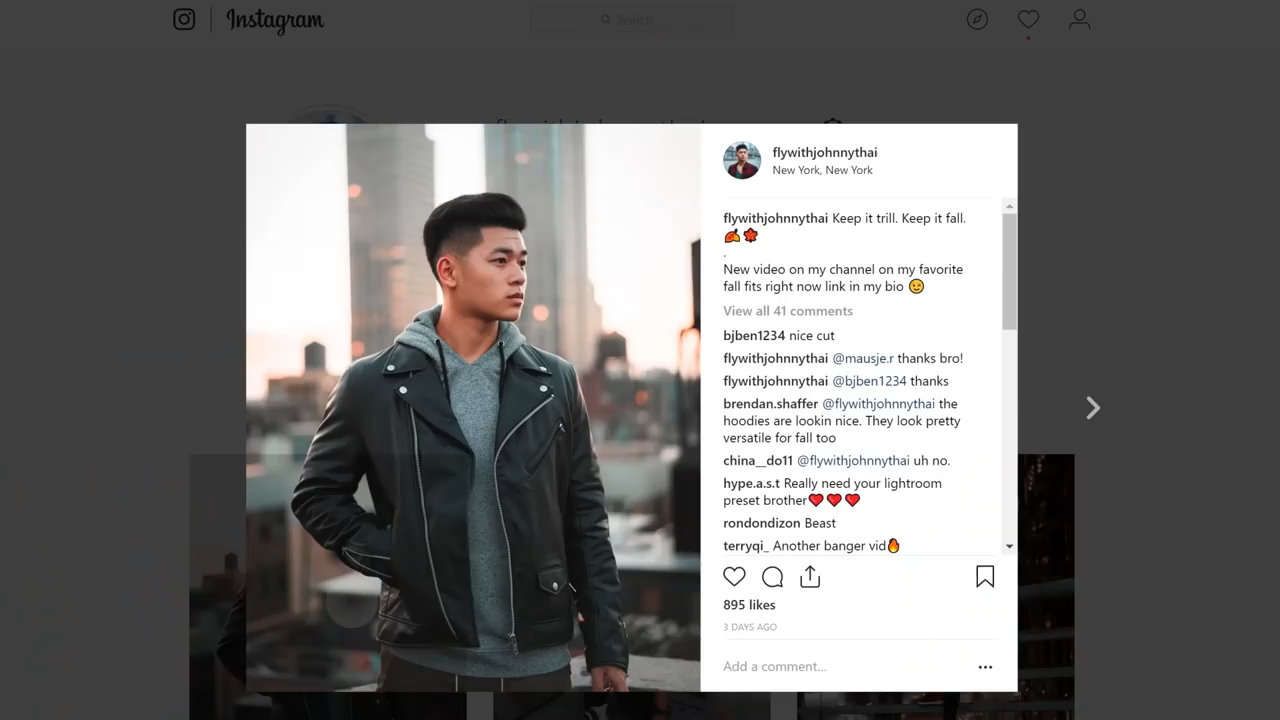 Instagram
Search
flywithjohnnythai
New York, New York
flywithjohnnythai Keep it trill. Keep it fall.
🍂🍁
.
New video on my channel on my favorite
fall fits right now link in my bio 😉
View all 41 comments
bjben1234 nice cut
flywithjohnnythai @mausje.r thanks bro!
flywithjohnnythai @bjben1234 thanks
brendan.shaffer @flywithjohnnythai the
hoodies are lookin nice. They look pretty
versatile for fall too
china__do11 @flywithjohnnythai uh no.
hype.a.s.t Really need your lightroom
preset brother❤️❤️❤️
rondondizon Beast
terryqi_ Another banger vid🔥
895 likes
3 DAYS AGO
Add a comment...